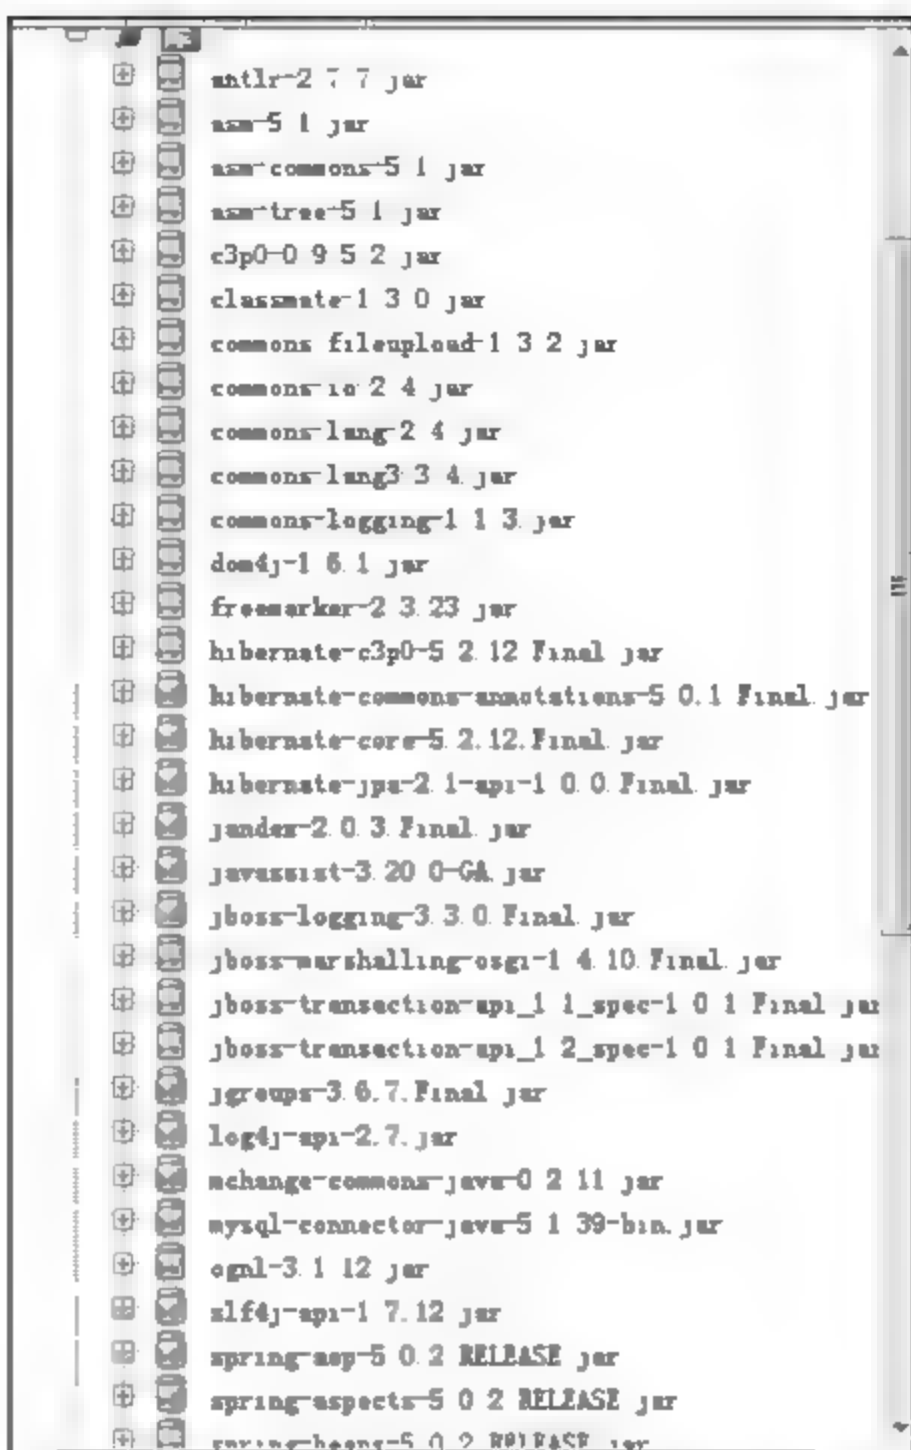 antlr-2.7.7.jar
asm-5.1.jar
asm-commons-5.1.jar
asm-tree-5.1.jar
c3p0-0.9.5.2.jar
classmate-1.3.0.jar
commons-fileupload-1.3.2.jar
commons-io-2.4.jar
commons-lang-2.4.jar
commons-lang3-3.4.jar
commons-logging-1.1.3.jar
dom4j-1.6.1.jar
freemarker-2.3.23.jar
hibernate-c3p0-5.2.12.Final.jar
hibernate-commons-annotations-5.0.1.Final.jar
hibernate-core-5.2.12.Final.jar
hibernate-jpa-2.1-api-1.0.0.Final.jar
jandex-2.0.3.Final.jar
javassist-3.20.0-GA.jar
jboss-logging-3.3.0.Final.jar
jboss-marshalling-osgi-1.4.10.Final.jar
jboss-transaction-api_1.1_spec-1.0.1.Final.jar
jboss-transaction-api_1.2_spec-1.0.1.Final.jar
jgroups-3.6.7.Final.jar
log4j-api-2.7.jar
mchange-commons-java-0.2.11.jar
mysql-connector-java-5.1.39-bin.jar
ognl-3.1.12.jar
slf4j-api-1.7.12.jar
spring-aop-5.0.2.RELEASE.jar
spring-aspects-5.0.2.RELEASE.jar
spring-beans-5.0.2.RELEASE.jar